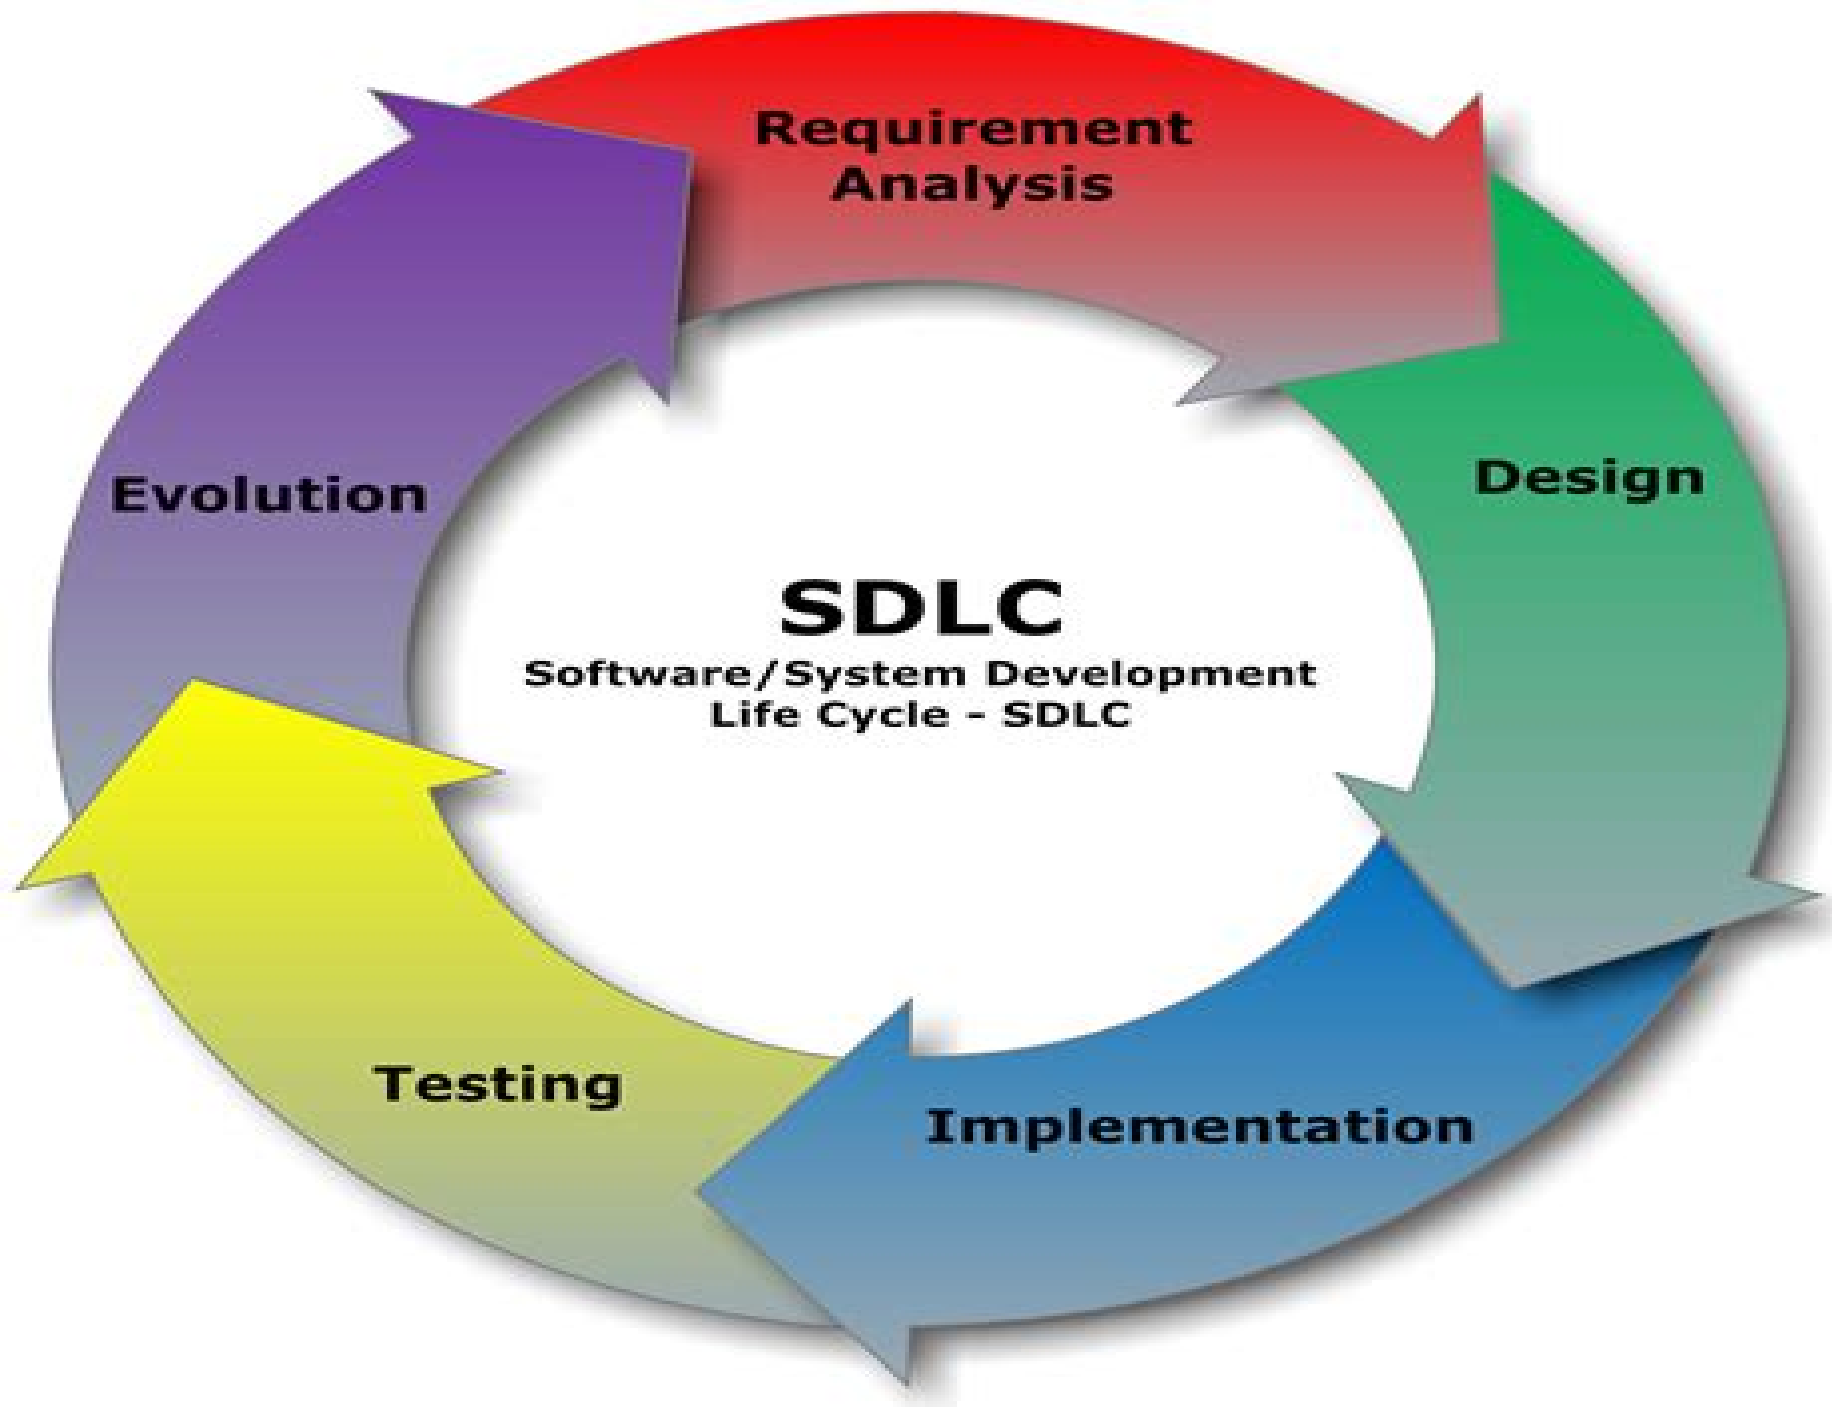 Requirement
Analysis
Design
Evolution
SDLC
Software/System Development
Life Cycle - SDLC
Testing
Implementation